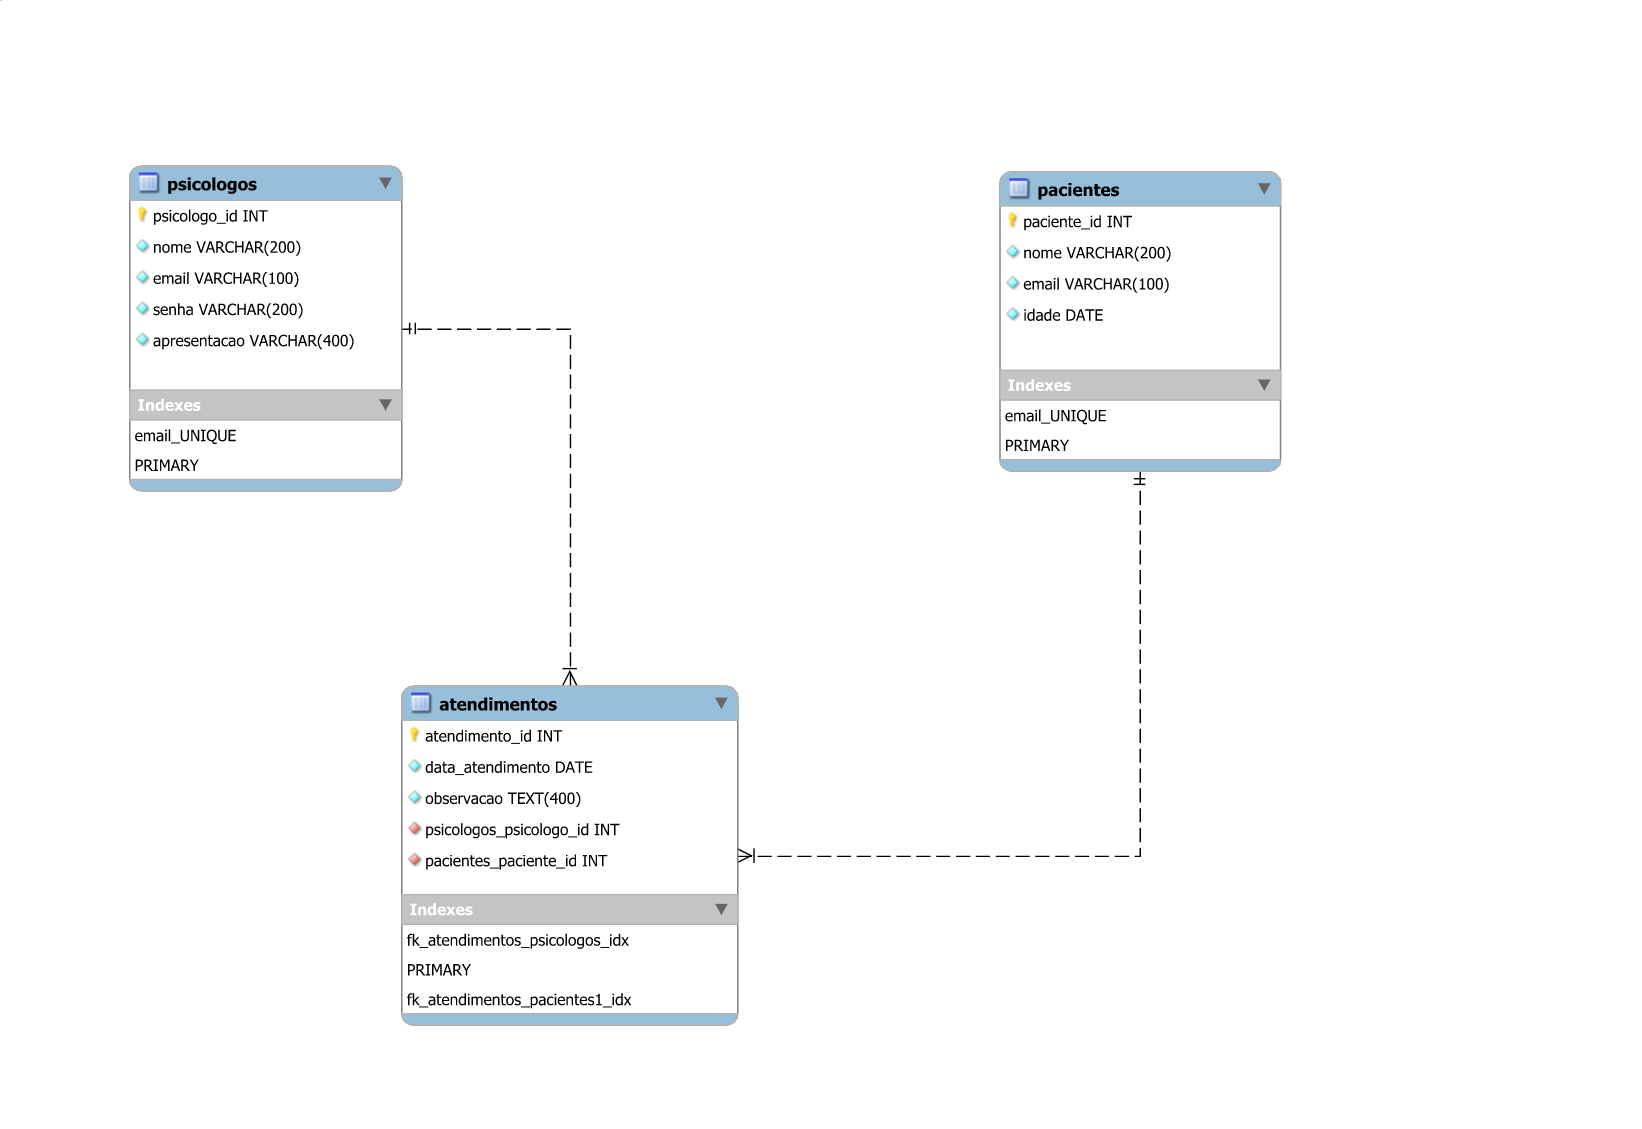 psicologos
psicologo_id INT
nome VARCHAR(200)
email VARCHAR(100)
senha VARCHAR(200)
apresentacao VARCHAR(400)
Indexes
email_UNIQUE
PRIMARY
pacientes
paciente_id INT
nome VARCHAR(200)
email VARCHAR(100)
idade DATE
Indexes
email_UNIQUE
PRIMARY
atendimentos
atendimento_id INT
data_atendimento DATE
observacao TEXT(400)
psicologos_psicologo_id INT
pacientes_paciente_id INT
Indexes
fk_atendimentos_psicologos_idx
PRIMARY
fk_atendimentos_pacientes1_idx